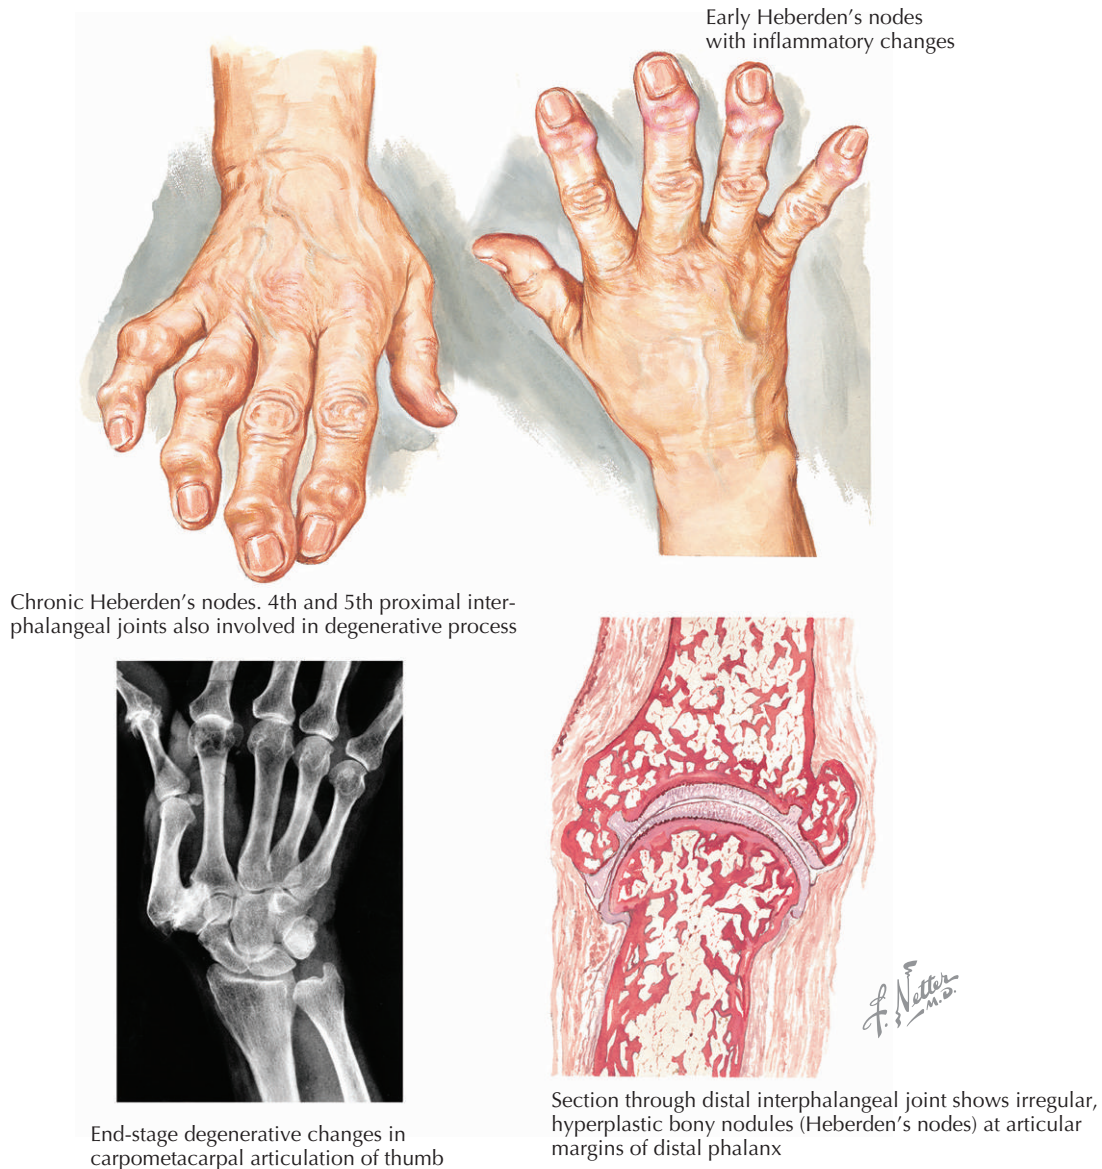 Early Heberden’s nodes
with inflammatory changes
Chronic Heberden’s nodes. 4th and 5th proximal inter-
phalangeal joints also involved in degenerative process
End-stage degenerative changes in
carpometacarpal articulation of thumb
Section through distal interphalangeal joint shows irregular,
hyperplastic bony nodules (Heberden’s nodes) at articular
margins of distal phalanx
F. Netter
M.D.